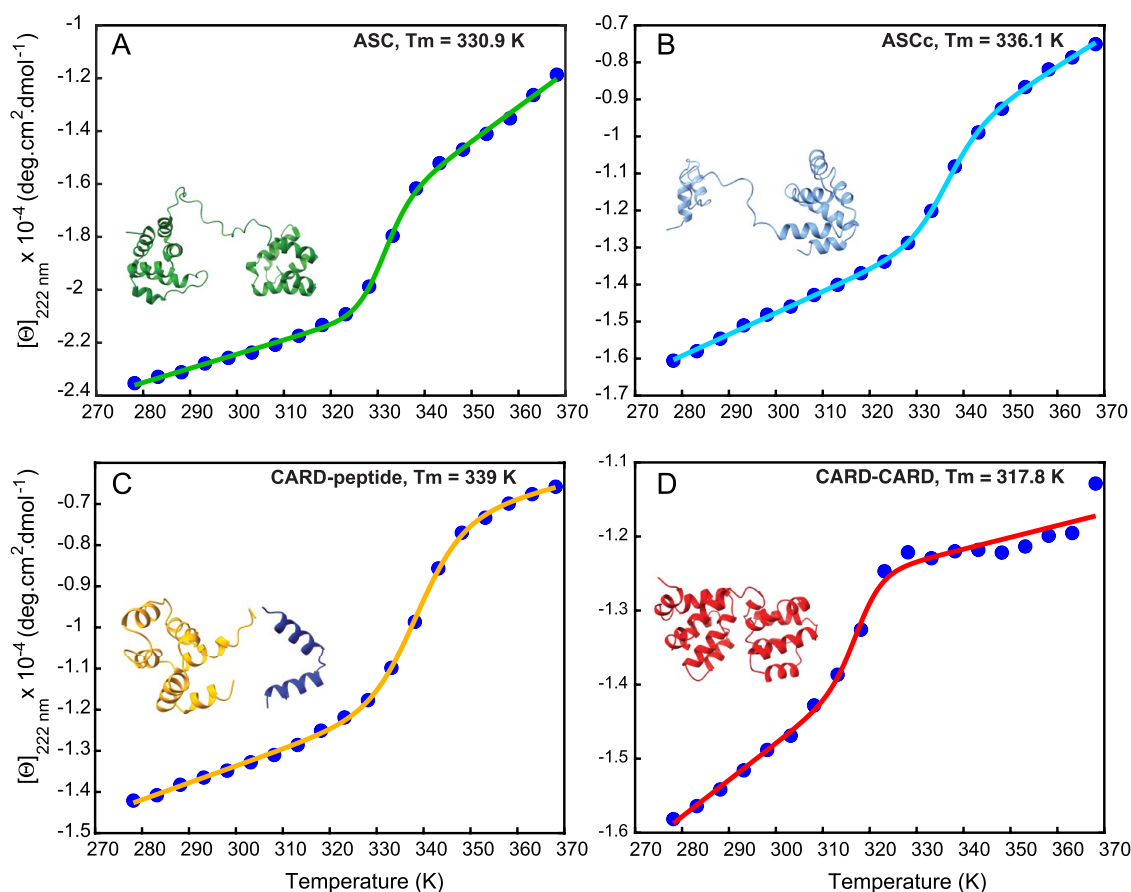 A
ASC, Tm = 330.9 K
[Θ]222 nm x 10-4 (deg.cm2.dmol-1)
-1
-1.2
-1.4
-1.6
-1.8
-2
-2.2
-2.4
270 280 290 300 310 320 330 340 350 360 370
B
ASCc, Tm = 336.1 K
-0.7
-0.8
-0.9
-1
-1.1
-1.2
-1.3
-1.4
-1.5
-1.6
-1.7
270 280 290 300 310 320 330 340 350 360 370
C
CARD-peptide, Tm = 339 K
[Θ]222 nm x 10-4 (deg.cm2.dmol-1)
-0.7
-0.8
-0.9
-1
-1.1
-1.2
-1.3
-1.4
-1.5
270 280 290 300 310 320 330 340 350 360 370
Temperature (K)
D
CARD-CARD, Tm = 317.8 K
-1.1
-1.2
-1.3
-1.4
-1.5
-1.6
270 280 290 300 310 320 330 340 350 360 370
Temperature (K)